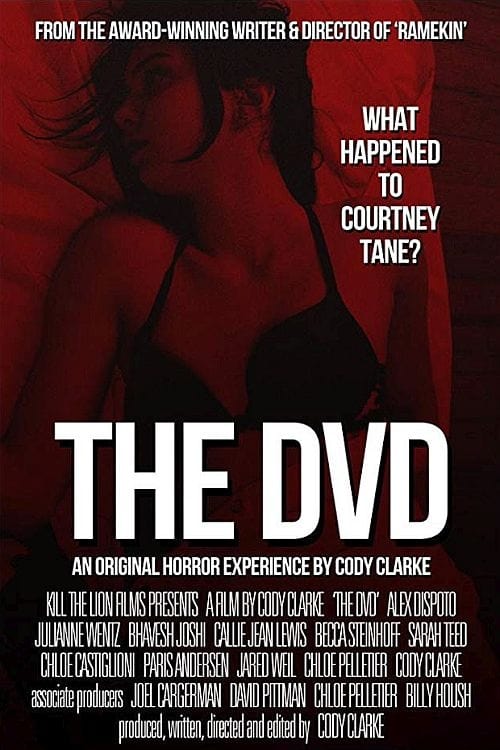 FROM THE AWARD-WINNING WRITER & DIRECTOR OF 'RAMEKIN'
WHAT
HAPPENED
TO
COURTNEY
TANE?
THE DVD
AN ORIGINAL HORROR EXPERIENCE BY CODY CLARKE
KILL THE LION FILMS PRESENTS A FILM BY CODY CLARKE 'THE DVD' ALEX DISPOTO
JULIANNE WENTZ BHAVESH JOSHI CALLIE JEAN LEWIS BECCA STEINHOFF SARAH TEED
CHLOE CASTIGLIONI PARIS ANDERSEN JARED WEIL CHLOE PELLETIER CODY CLARKE
associate producers JOEL CARGERMAN DAVID PITTMAN CHLOE PELLETIER BILLY HOUSH
produced, written, directed and edited by CODY CLARKE